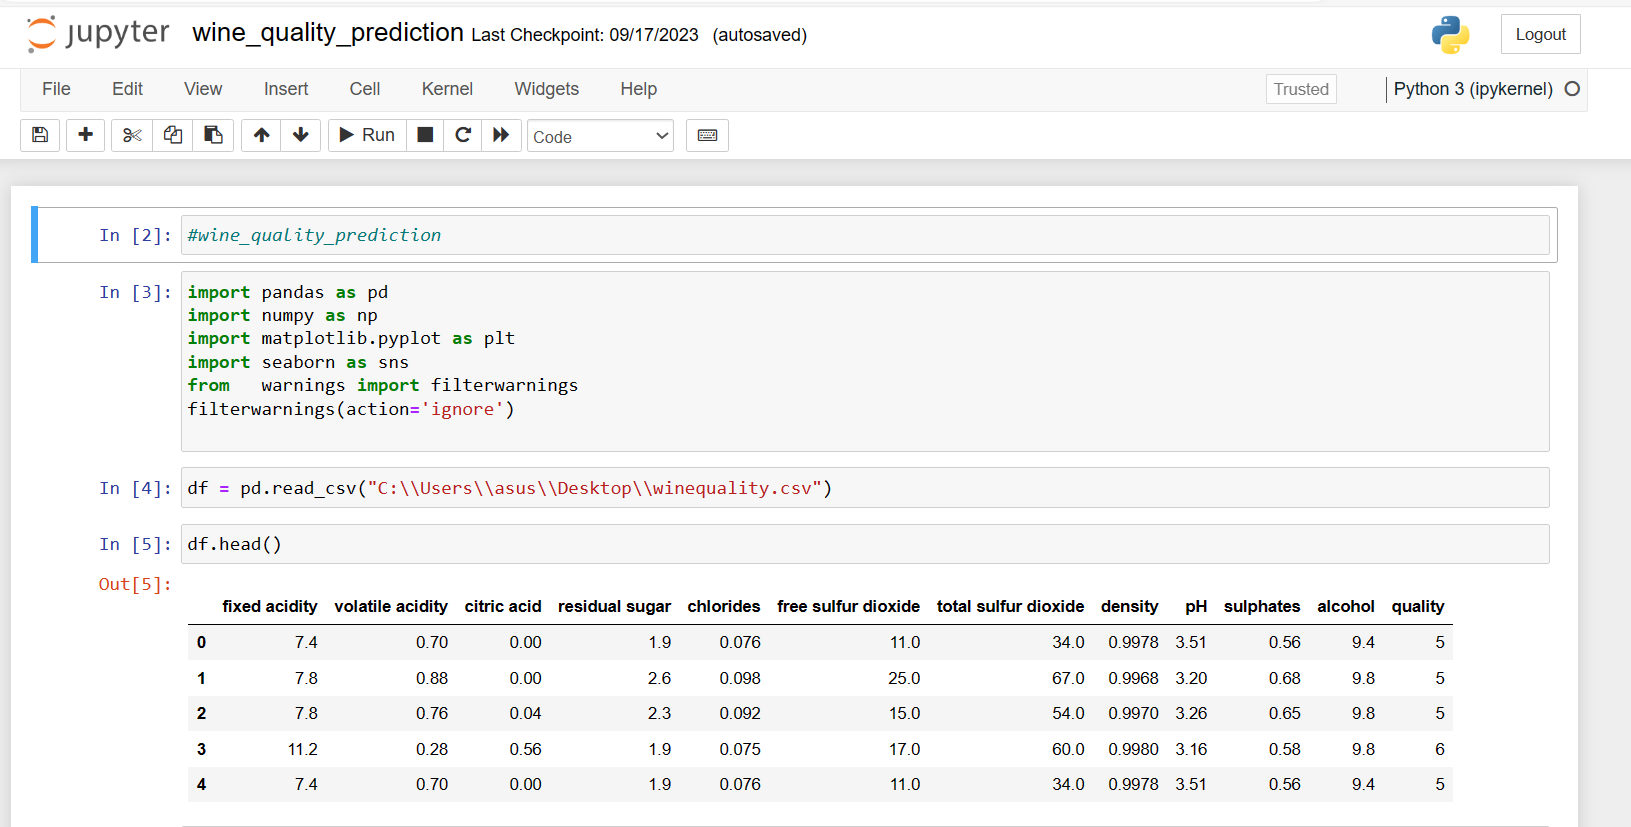 jupyter wine_quality_prediction Last Checkpoint: 09/17/2023 (autosaved) Logout
File Edit View Insert Cell Kernel Widgets Help Trusted Python 3 (ipykernel)
Run Code
In [2]: #wine_quality_prediction
In [3]: import pandas as pd
import numpy as np
import matplotlib.pyplot as plt
import seaborn as sns
from   warnings import filterwarnings
filterwarnings(action='ignore')
In [4]: df = pd.read_csv("C:\\Users\\asus\\Desktop\\winequality.csv")
In [5]: df.head()
Out[5]:
fixed acidity volatile acidity citric acid residual sugar chlorides free sulfur dioxide total sulfur dioxide density pH sulphates alcohol quality
0 7.4 0.70 0.00 1.9 0.076 11.0 34.0 0.9978 3.51 0.56 9.4 5
1 7.8 0.88 0.00 2.6 0.098 25.0 67.0 0.9968 3.20 0.68 9.8 5
2 7.8 0.76 0.04 2.3 0.092 15.0 54.0 0.9970 3.26 0.65 9.8 5
3 11.2 0.28 0.56 1.9 0.075 17.0 60.0 0.9980 3.16 0.58 9.8 6
4 7.4 0.70 0.00 1.9 0.076 11.0 34.0 0.9978 3.51 0.56 9.4 5